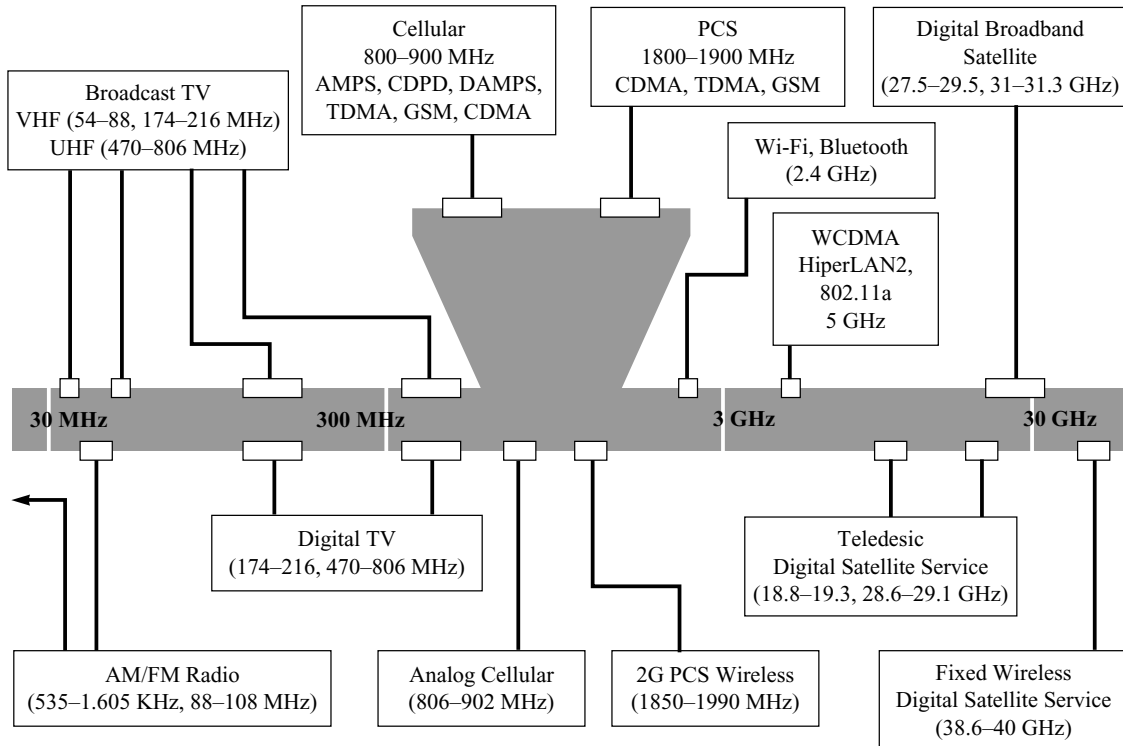 Cellular
800–900 MHz
AMPS, CDPD, DAMPS,
TDMA, GSM, CDMA
PCS
1800–1900 MHz
CDMA, TDMA, GSM
Digital Broadband
Satellite
(27.5–29.5, 31–31.3 GHz)
Broadcast TV
VHF (54–88, 174–216 MHz)
UHF (470–806 MHz)
Wi-Fi, Bluetooth
(2.4 GHz)
WCDMA
HiperLAN2,
802.11a
5 GHz
30 MHz
300 MHz
3 GHz
30 GHz
Digital TV
(174–216, 470–806 MHz)
Teledesic
Digital Satellite Service
(18.8–19.3, 28.6–29.1 GHz)
AM/FM Radio
(535–1.605 KHz, 88–108 MHz)
Analog Cellular
(806–902 MHz)
2G PCS Wireless
(1850–1990 MHz)
Fixed Wireless
Digital Satellite Service
(38.6–40 GHz)